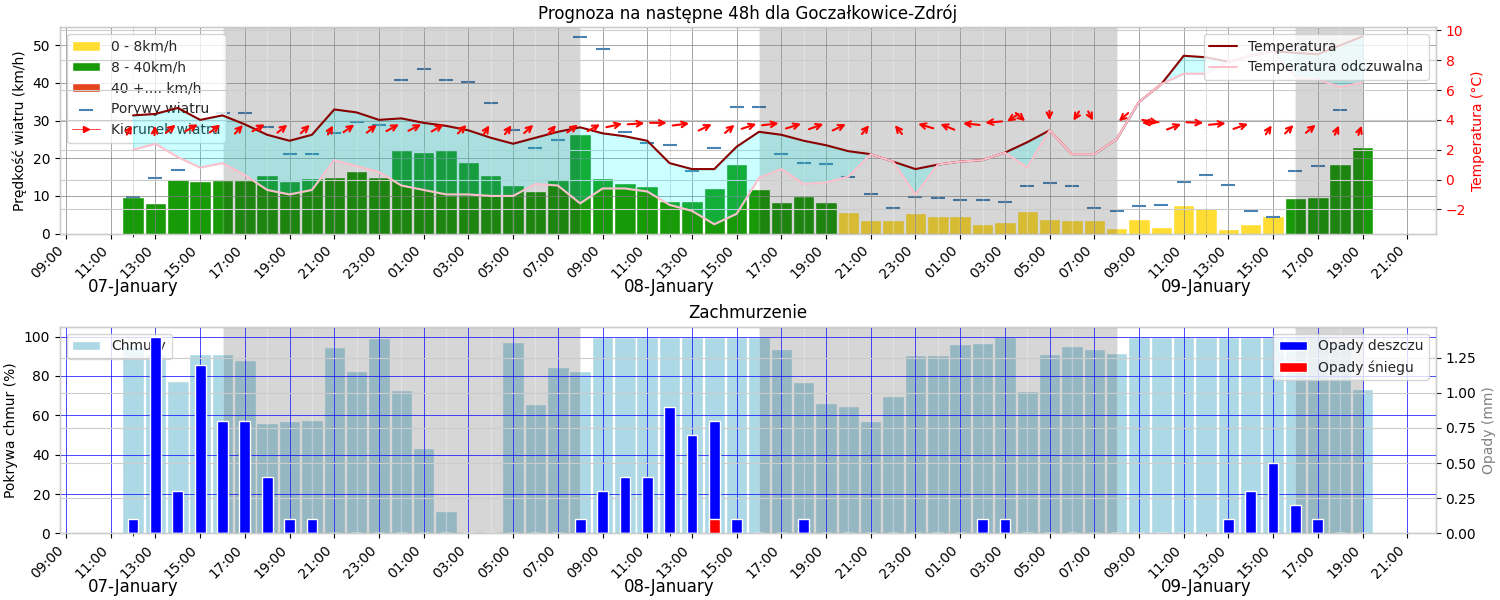 Prognoza na następne 48h dla Goczałkowice-Zdrój
Prędkość wiatru (km/h)
50
40
30
20
10
0
0 - 8km/h
8 - 40km/h
40 +.... km/h
Porywy wiatru
Kierunek wiatru
Temperatura
Temperatura odczuwalna
10
8
6
4
2
0
−2
Temperatura (°C)
09:00 11:00 13:00 15:00 17:00 19:00 21:00 23:00 01:00 03:00 05:00 07:00 09:00 11:00 13:00 15:00 17:00 19:00 21:00 23:00 01:00 03:00 05:00 07:00 09:00 11:00 13:00 15:00 17:00 19:00 21:00
07-January 08-January 09-January
Zachmurzenie
Pokrywa chmur (%)
100
80
60
40
20
0
Chmury
Opady deszczu
Opady śniegu
1.25
1.00
0.75
0.50
0.25
0.00
Opady (mm)
09:00 11:00 13:00 15:00 17:00 19:00 21:00 23:00 01:00 03:00 05:00 07:00 09:00 11:00 13:00 15:00 17:00 19:00 21:00 23:00 01:00 03:00 05:00 07:00 09:00 11:00 13:00 15:00 17:00 19:00 21:00
07-January 08-January 09-January